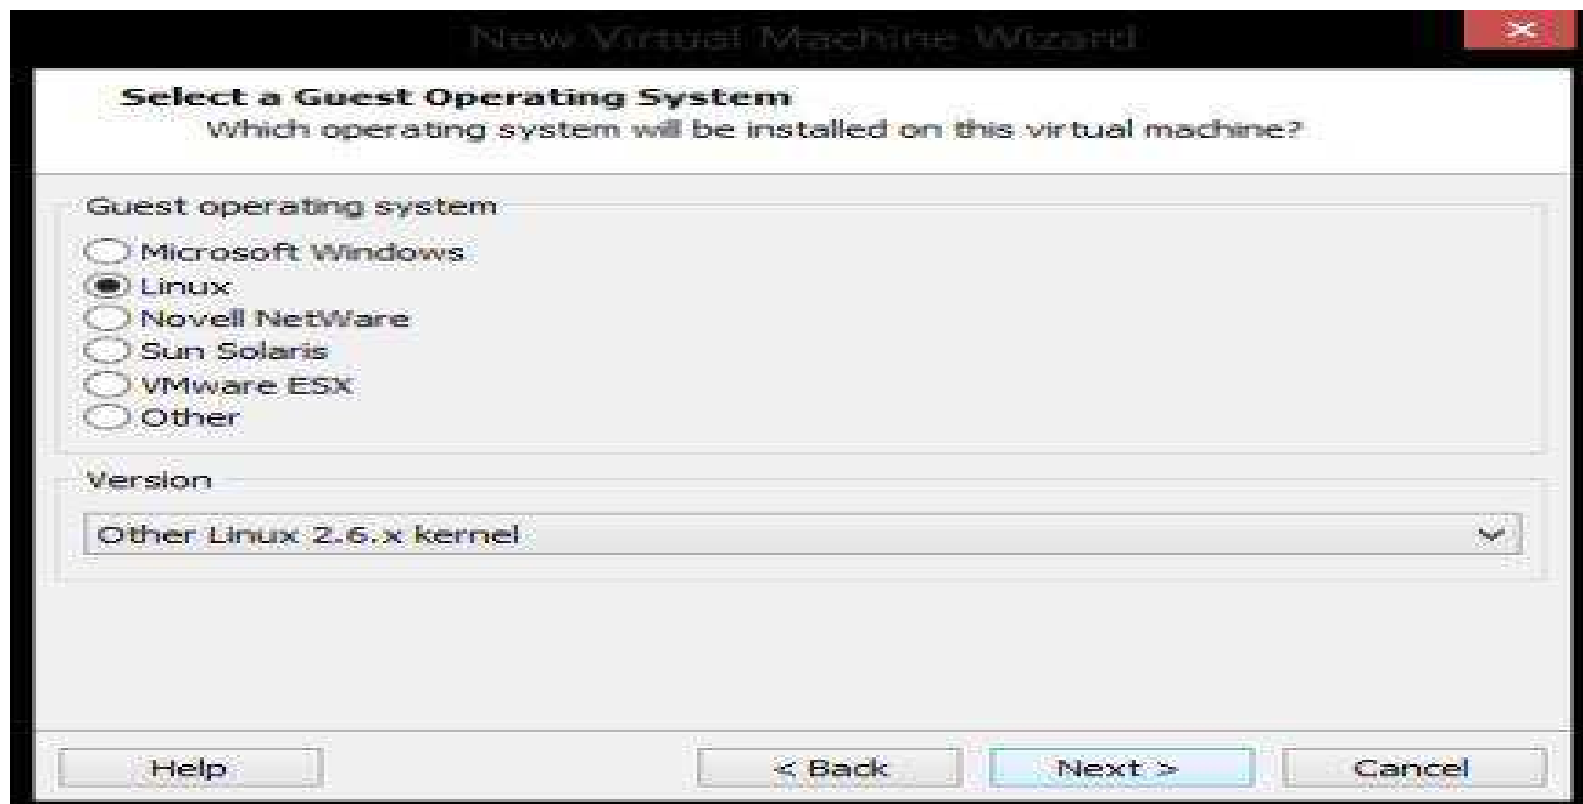 New Virtual Machine Wizard
Select a Guest Operating System
Which operating system will be installed on this virtual machine?
Guest operating system
Microsoft Windows
Linux
Novell NetWare
Sun Solaris
VMware ESX
Other
Version
Other Linux 2.6.x kernel
Help
< Back
Next >
Cancel